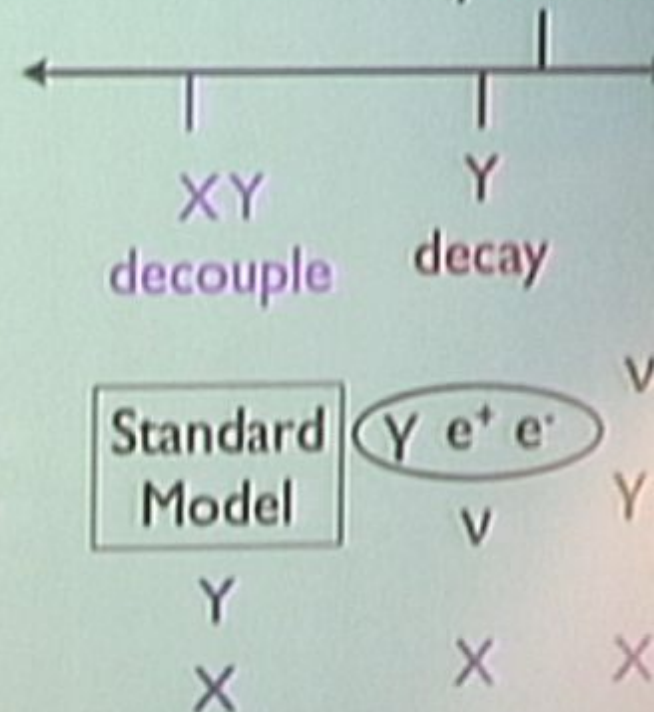 XY Y
decouple decay
ν
Standard γ e⁺ e⁻
Model ν γ
Y
X X X